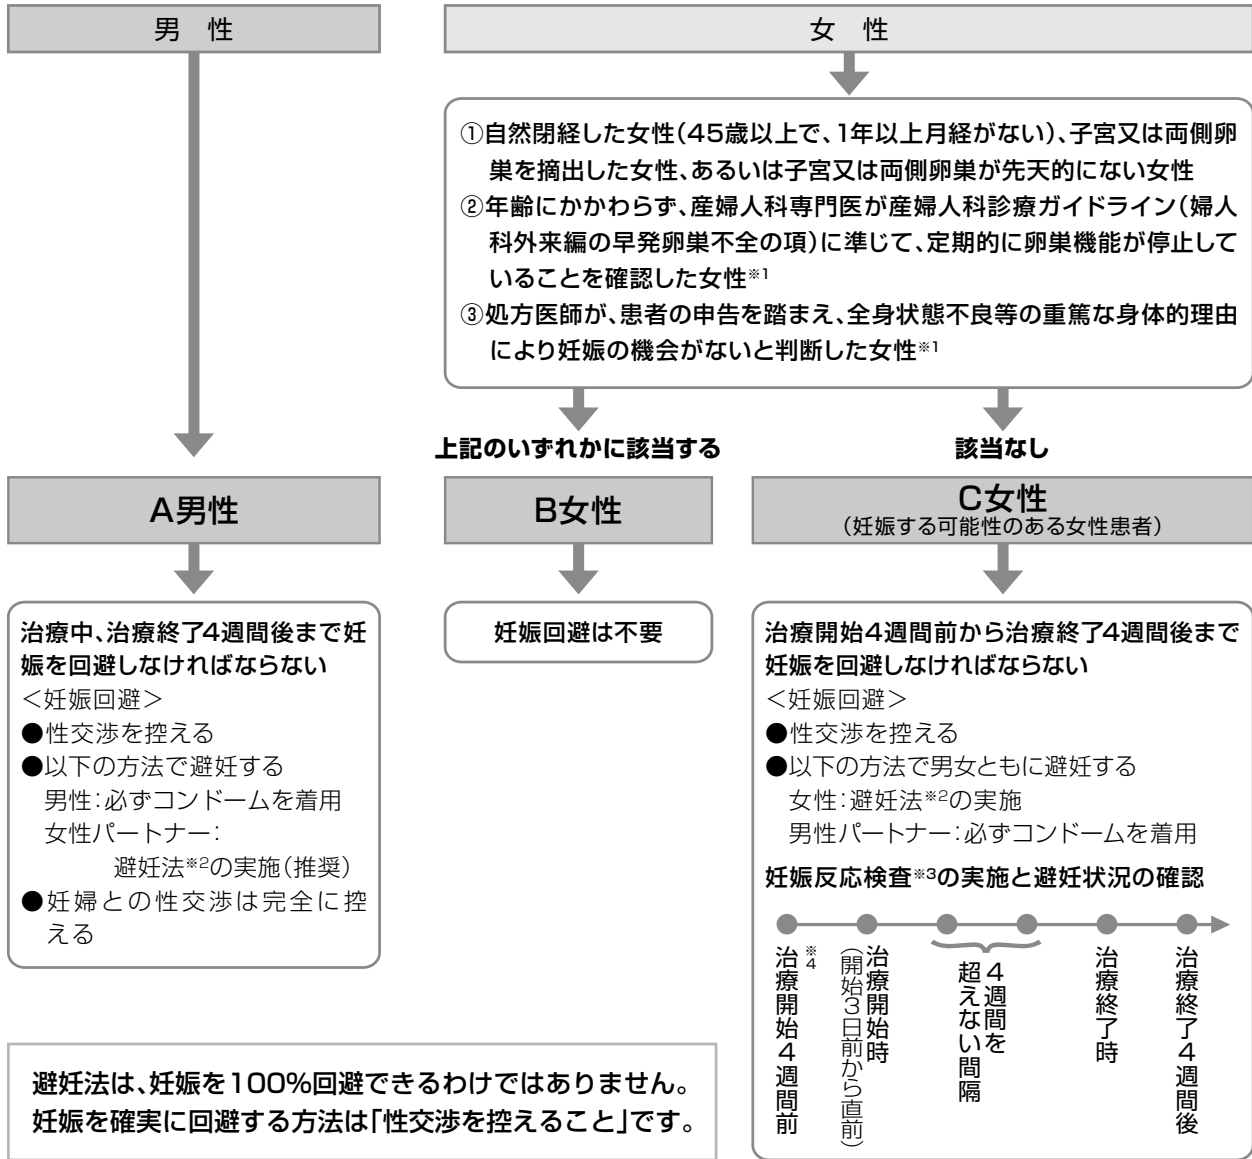 男 性
女 性
①自然閉経した女性(45歳以上で、1年以上月経がない)、子宮又は両側卵
巣を摘出した女性、あるいは子宮又は両側卵巣が先天的にない女性
②年齢にかかわらず、産婦人科専門医が産婦人科診療ガイドライン(婦人
科外来編の早発卵巣不全の項)に準じて、定期的に卵巣機能が停止して
いることを確認した女性※1
③処方医師が、患者の申告を踏まえ、全身状態不良等の重篤な身体的理由
により妊娠の機会がないと判断した女性※1
上記のいずれかに該当する
該当なし
A男性
B女性
C女性
(妊娠する可能性のある女性患者)
治療中、治療終了4週間後まで妊
娠を回避しなければならない
<妊娠回避>
●性交渉を控える
●以下の方法で避妊する
男性:必ずコンドームを着用
女性パートナー:
避妊法※2の実施(推奨)
●妊婦との性交渉は完全に控
える
妊娠回避は不要
治療開始4週間前から治療終了4週間後まで
妊娠を回避しなければならない
<妊娠回避>
●性交渉を控える
●以下の方法で男女ともに避妊する
女性:避妊法※2の実施
男性パートナー:必ずコンドームを着用
妊娠反応検査※3の実施と避妊状況の確認
治療開始4週間前※4
治療開始時
(開始3日前から直前)
4週間を
超えない間隔
治療終了時
治療終了4週間後
避妊法は、妊娠を100%回避できるわけではありません。
妊娠を確実に回避する方法は「性交渉を控えること」です。